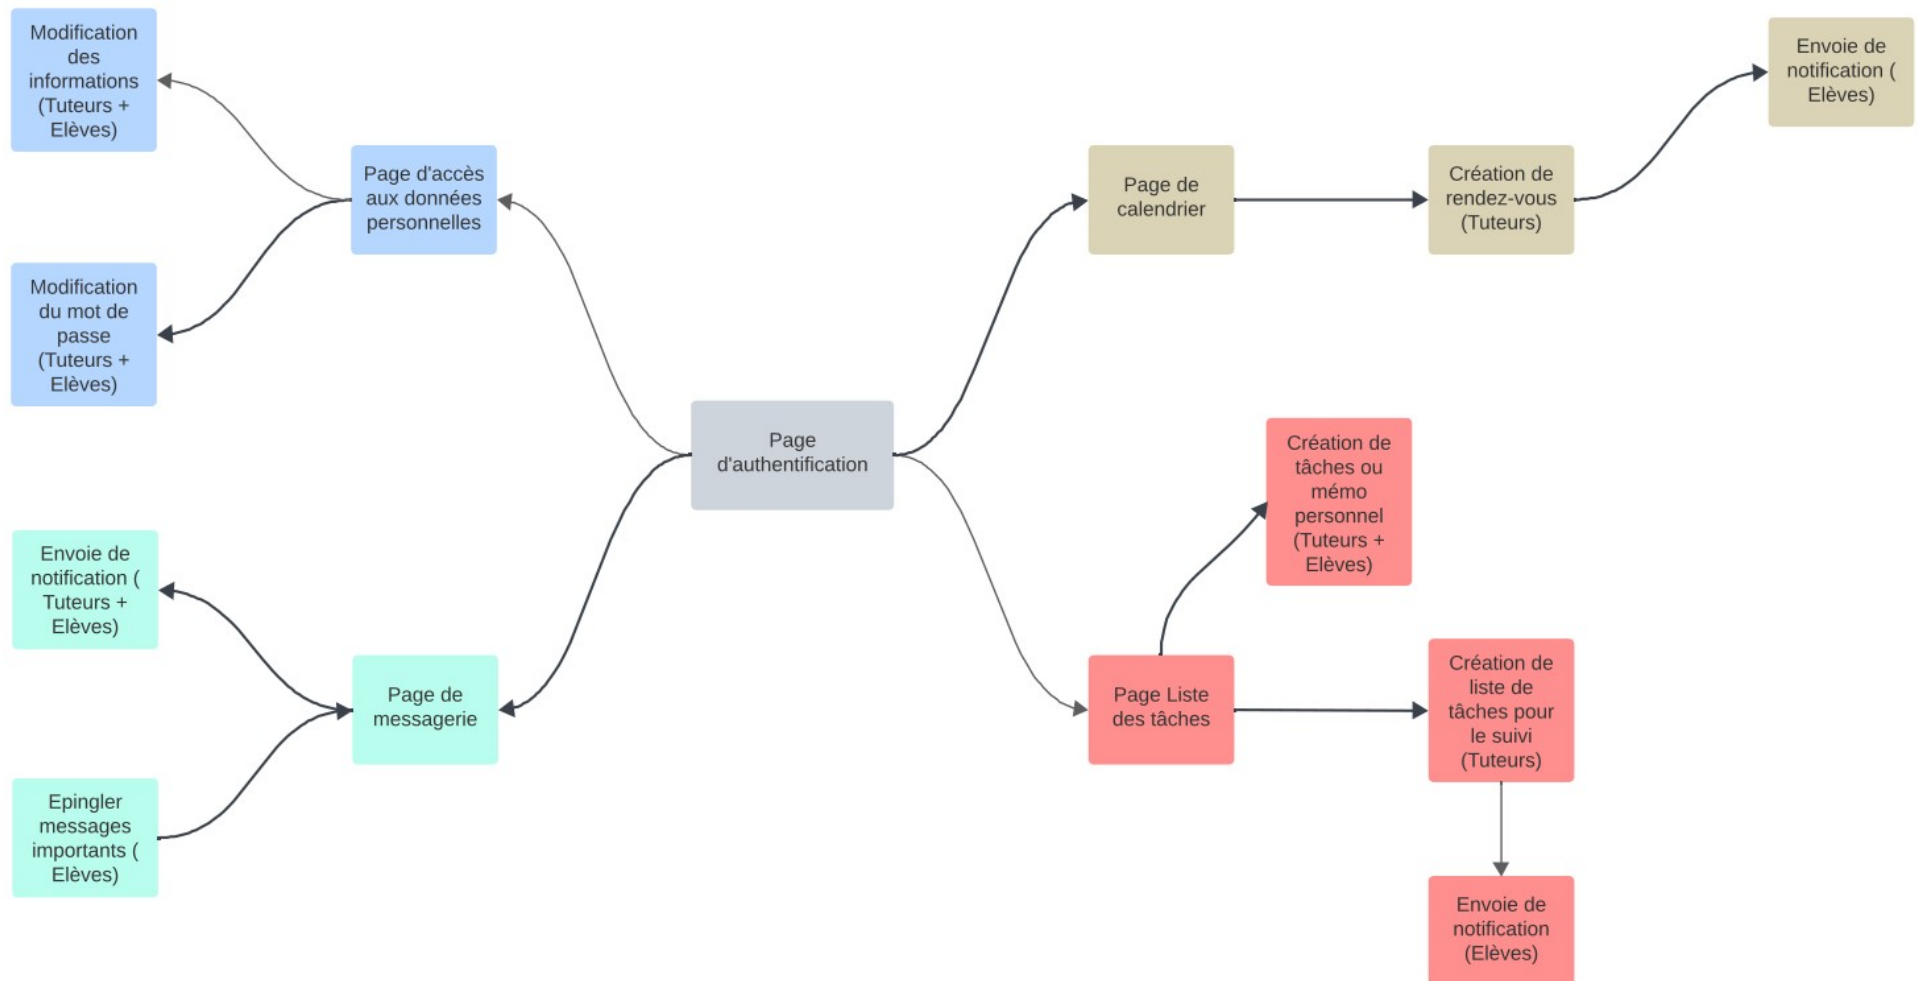 Modification
des
informations
(Tuteurs +
Elèves)
Page d'accès
aux données
personnelles
Modification
du mot de
passe
(Tuteurs +
Elèves)
Page
d'authentification
Envoie de
notification (
Tuteurs +
Elèves)
Page de
messagerie
Epingler
messages
importants (
Elèves)
Page de
calendrier
Création de
rendez-vous
(Tuteurs)
Envoie de
notification (
Elèves)
Création de
tâches ou
mémo
personnel
(Tuteurs +
Elèves)
Page Liste
des tâches
Création de
liste de
tâches pour
le suivi
(Tuteurs)
Envoie de
notification
(Elèves)